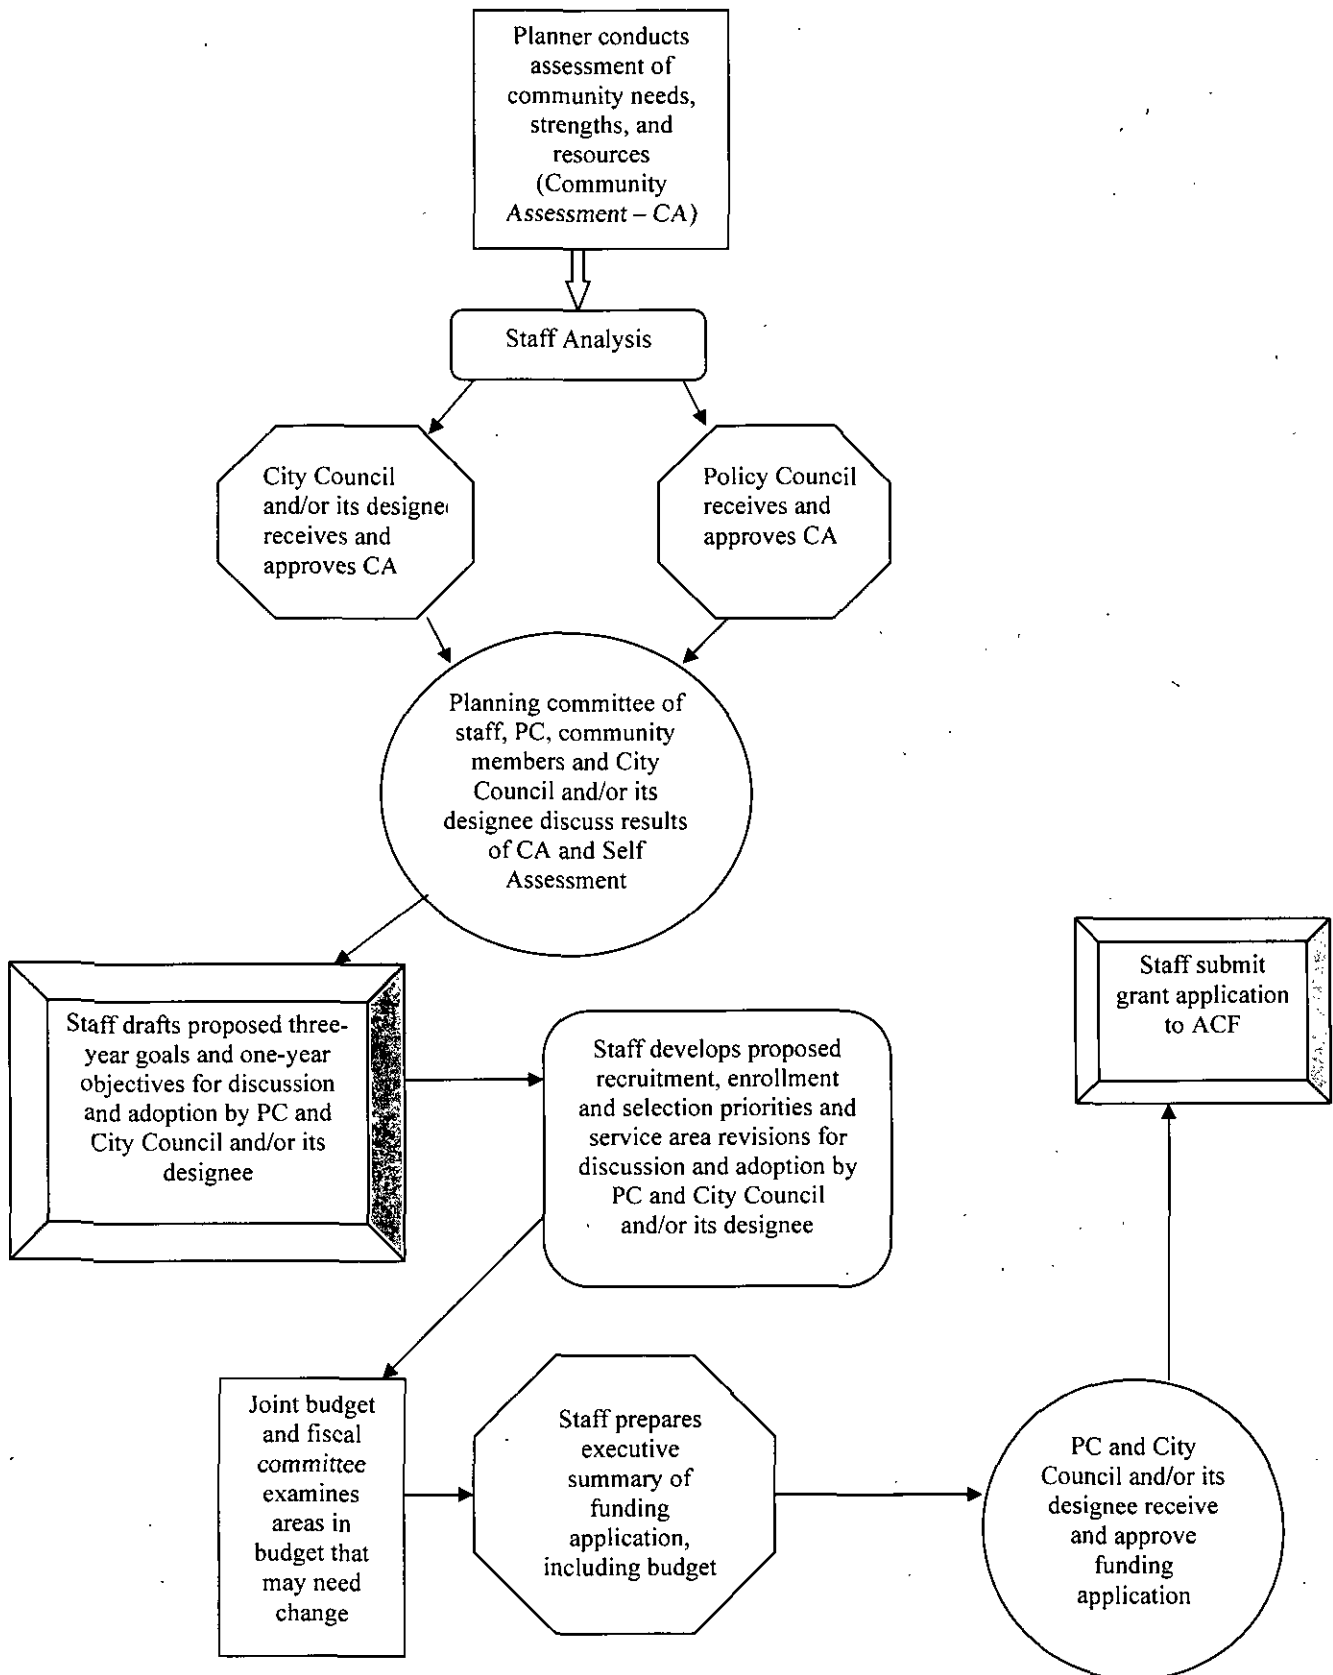 Planner conducts
assessment of
community needs,
strengths, and
resources
(Community
Assessment – CA)
Staff Analysis
City Council
and/or its designe
receives and
approves CA
Policy Council
receives and
approves CA
Planning committee of
staff, PC, community
members and City
Council and/or its
designee discuss results
of CA and Self
Assessment
Staff drafts proposed three-
year goals and one-year
objectives for discussion
and adoption by PC and
City Council and/or its
designee
Staff develops proposed
recruitment, enrollment
and selection priorities and
service area revisions for
discussion and adoption by
PC and City Council
and/or its designee
Joint budget
and fiscal
committee
examines
areas in
budget that
may need
change
Staff prepares
executive
summary of
funding
application,
including budget
PC and City
Council and/or its
designee receive
and approve
funding
application
Staff submit
grant application
to ACF